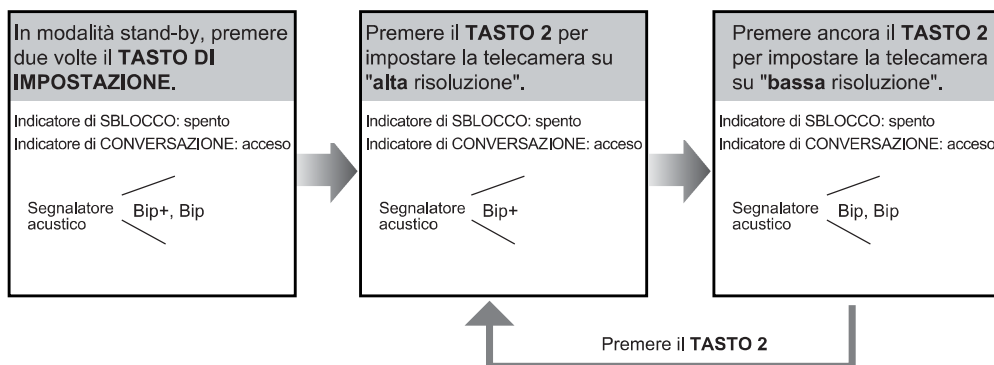 In modalità stand-by, premere
due volte il TASTO DI
IMPOSTAZIONE.
Indicatore di SBLOCCO: spento
Indicatore di CONVERSAZIONE: acceso
Segnalatore
acustico
Bip+, Bip
Premere il TASTO 2 per
impostare la telecamera su
"alta risoluzione".
Indicatore di SBLOCCO: spento
Indicatore di CONVERSAZIONE: acceso
Segnalatore
acustico
Bip+
Premere ancora il TASTO 2
per impostare la telecamera
su "bassa risoluzione".
Indicatore di SBLOCCO: spento
Indicatore di CONVERSAZIONE: acceso
Segnalatore
acustico
Bip, Bip
Premere il TASTO 2